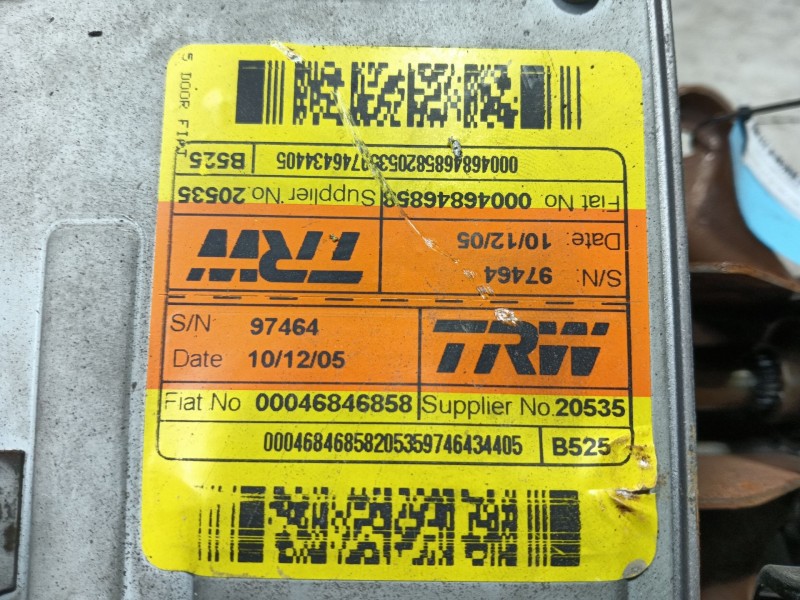 5 DOOR FIAT
00046846858205359746434405 B525
Fiat No. 00046846858 Supplier No. 20535
TRW
Date: 10/12/05
S/N: 97464
S/N 97464
Date 10/12/05
TRW
Fiat No 00046846858 Supplier No. 20535
00046846858205359746434405 B525